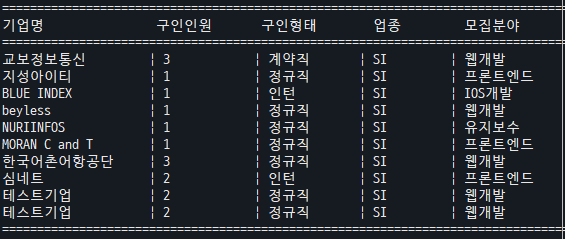 ================================================================
기업명 구인인원 구인형태 업종 모집분야
================================================================
교보정보통신 ¦ 3 ¦ 계약직 ¦ SI ¦ 웹개발
지성아이티 ¦ 1 ¦ 정규직 ¦ SI ¦ 프론트엔드
BLUE INDEX ¦ 1 ¦ 인턴 ¦ SI ¦ IOS개발
beyless ¦ 1 ¦ 정규직 ¦ SI ¦ 웹개발
NURIINFOS ¦ 1 ¦ 정규직 ¦ SI ¦ 유지보수
MORAN C and T ¦ 1 ¦ 정규직 ¦ SI ¦ 프론트엔드
한국어촌어항공단 ¦ 3 ¦ 정규직 ¦ SI ¦ 웹개발
심네트 ¦ 2 ¦ 인턴 ¦ SI ¦ 프론트엔드
테스트기업 ¦ 2 ¦ 정규직 ¦ SI ¦ 웹개발
테스트기업 ¦ 2 ¦ 정규직 ¦ SI ¦ 웹개발
================================================================